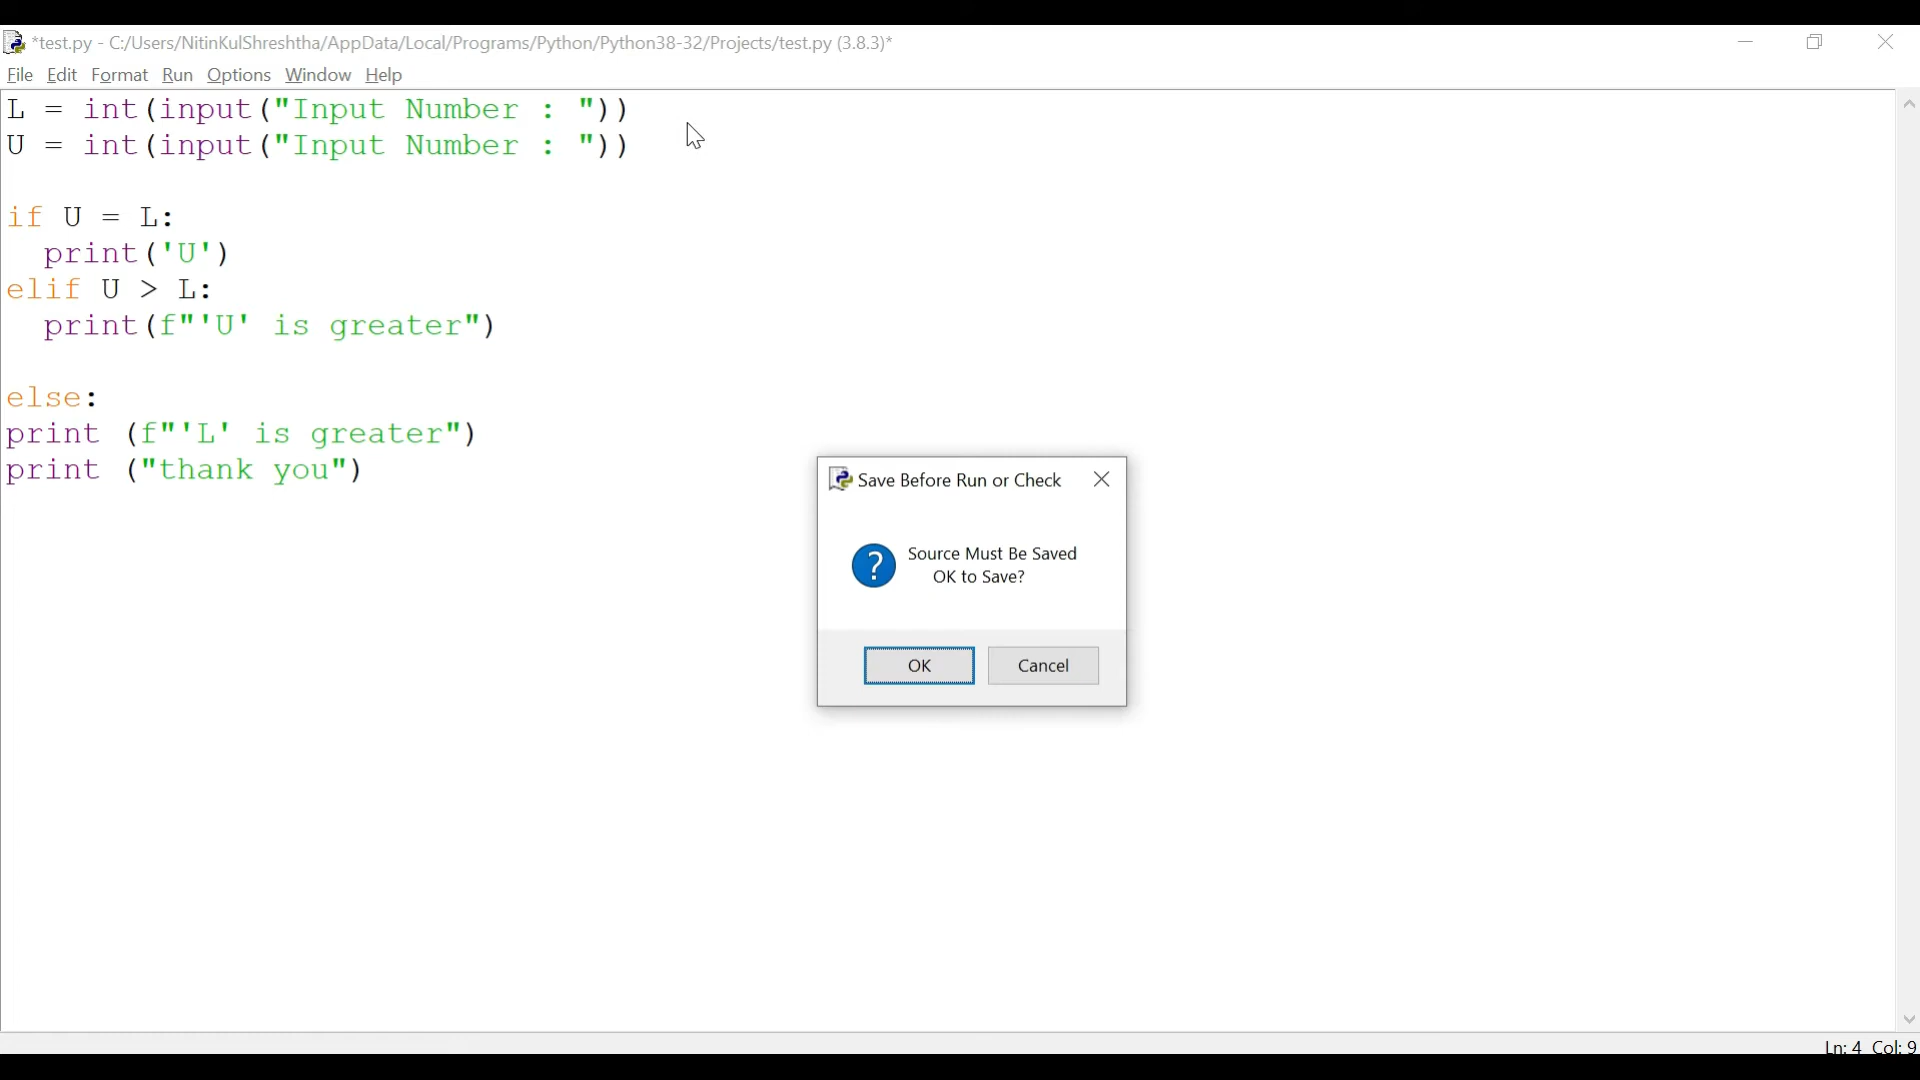 *test.py - C:/Users/NitinKulShreshtha/AppData/Local/Programs/Python/Python38-32/Projects/test.py (3.8.3)*
File Edit Format Run Options Window Help
L = int(input("Input Number : "))
U = int(input("Input Number : "))
if U = L:
  print('U')
elif U > L:
  print(f"'U' is greater")
else:
print (f"'L' is greater")
print ("thank you")
Save Before Run or Check
Source Must Be Saved
OK to Save?
OK Cancel
Ln: 4 Col: 9